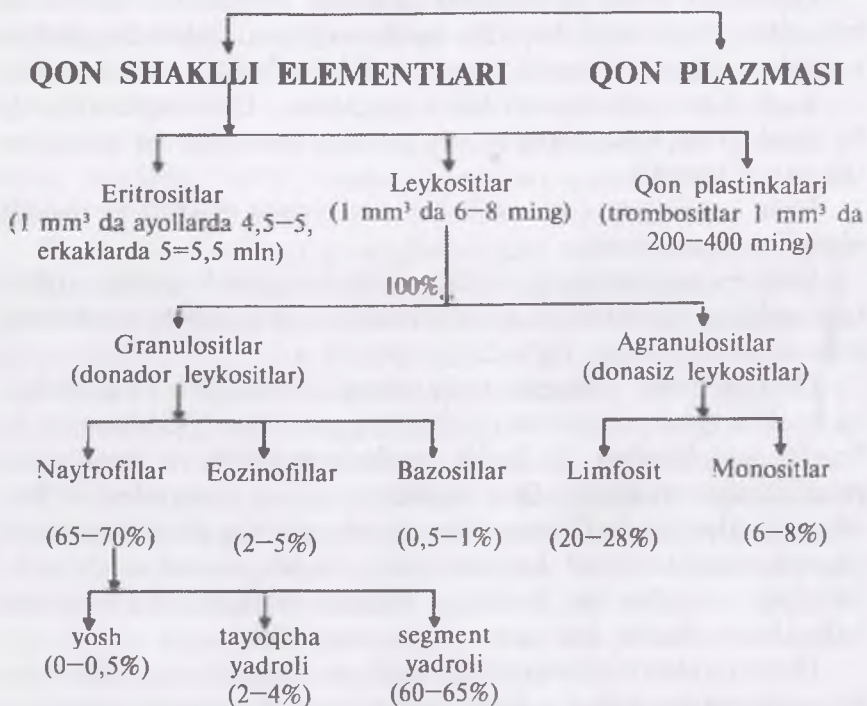 QON SHAKLLI ELEMENTLARI QON PLAZMASI
Eritrositlar
(1 mm³ da ayollarda 4,5−5,
erkaklarda 5=5,5 mln)
Leykositlar
(1 mm³ da 6−8 ming)
Qon plastinkalari
(trombositlar 1 mm³ da
200−400 ming)
100%
Granulositlar
(donador leykositlar)
Agranulositlar
(donasiz leykositlar)
Naytrofillar
(65−70%)
Eozinofillar
(2−5%)
Bazosillar
(0,5−1%)
Limfosit
(20−28%)
Monositlar
(6−8%)
yosh
(0−0,5%)
tayoqcha
yadroli
(2−4%)
segment
yadroli
(60−65%)